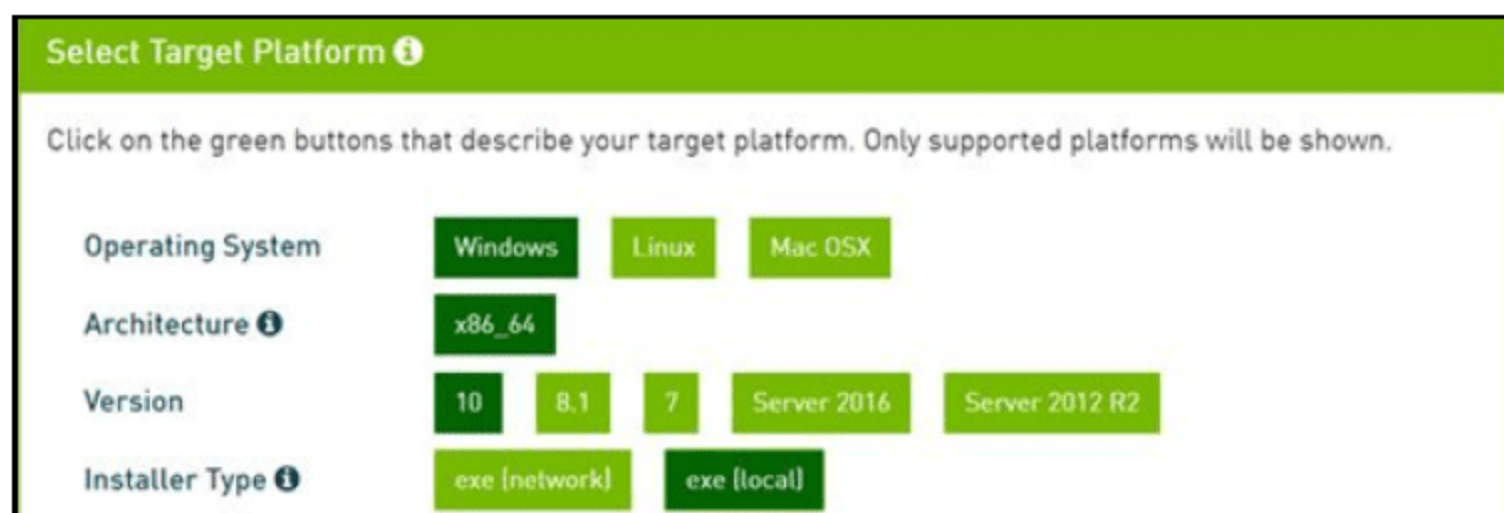 Select Target Platform
Click on the green buttons that describe your target platform. Only supported platforms will be shown.
Operating System Windows Linux Mac OSX
Architecture x86_64
Version 10 8.1 7 Server 2016 Server 2012 R2
Installer Type exe (network) exe (local)